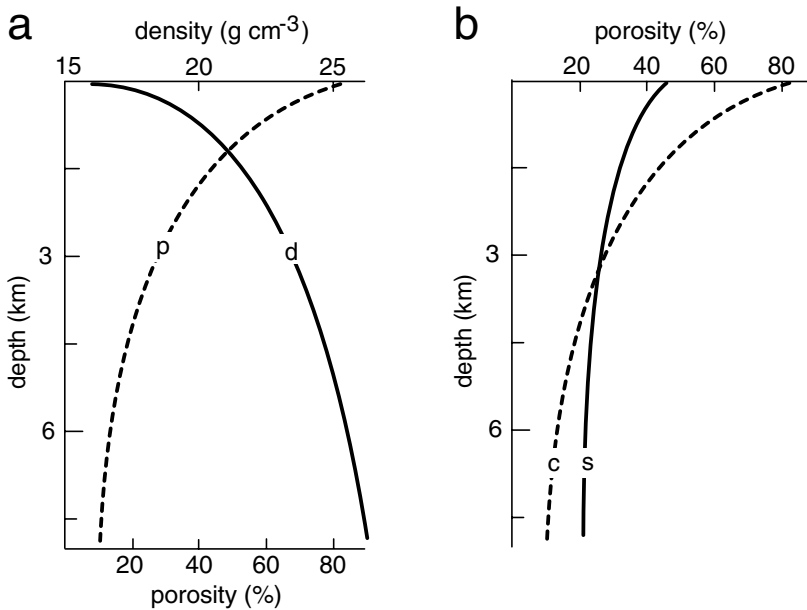 a
density (g cm-3)
15 20 25
p
d
3
6
depth (km)
20 40 60 80
porosity (%)
b
porosity (%)
20 40 60 80
3
6
depth (km)
c s